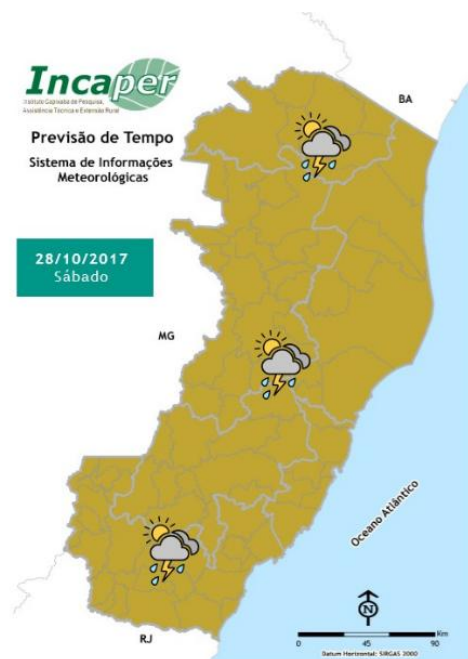 Incaper
Instituto Capixaba de Pesquisa,
Assistência Técnica e Extensão Rural
Previsão de Tempo
Sistema de Informações
Meteorológicas
28/10/2017
Sábado
BA
MG
Oceano Atlântico
RJ
N
Km
0 45 90
Datum Horizontal: SIRGAS 2000